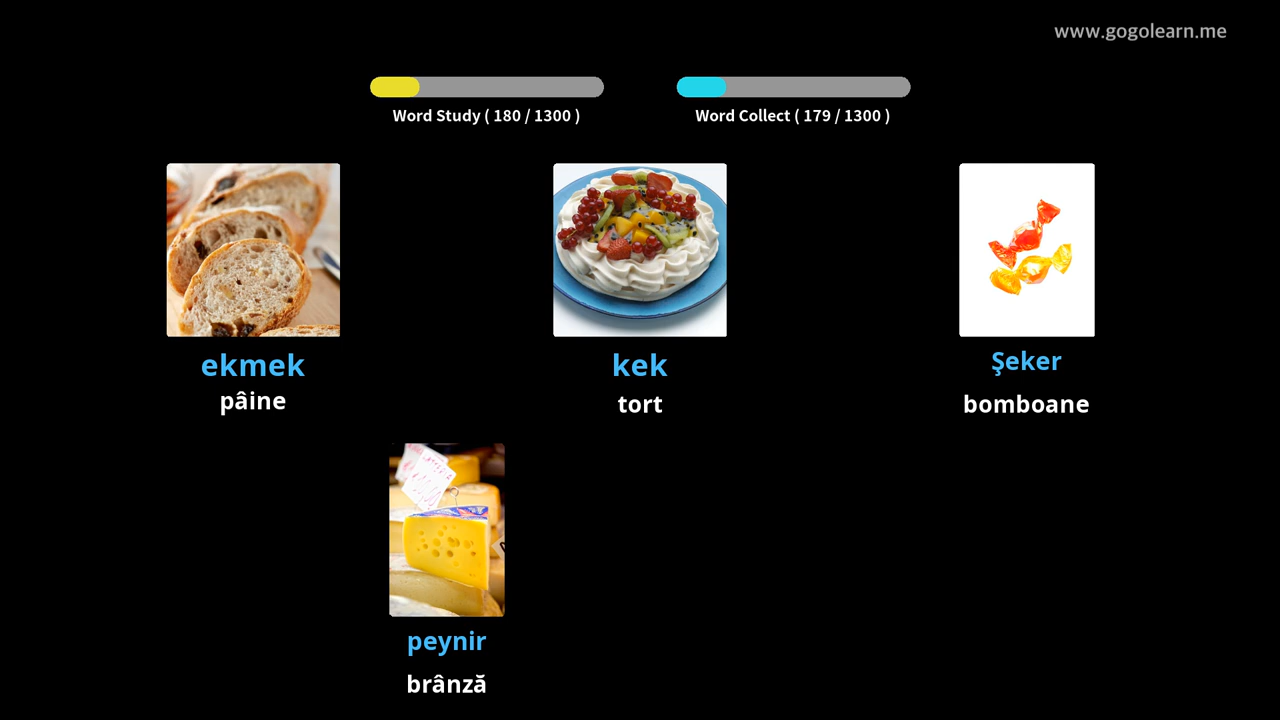 www.gogolearn.me
Word Study ( 180 / 1300 )
Word Collect ( 179 / 1300 )
ekmek
pâine
kek
tort
Şeker
bomboane
peynir
brânză